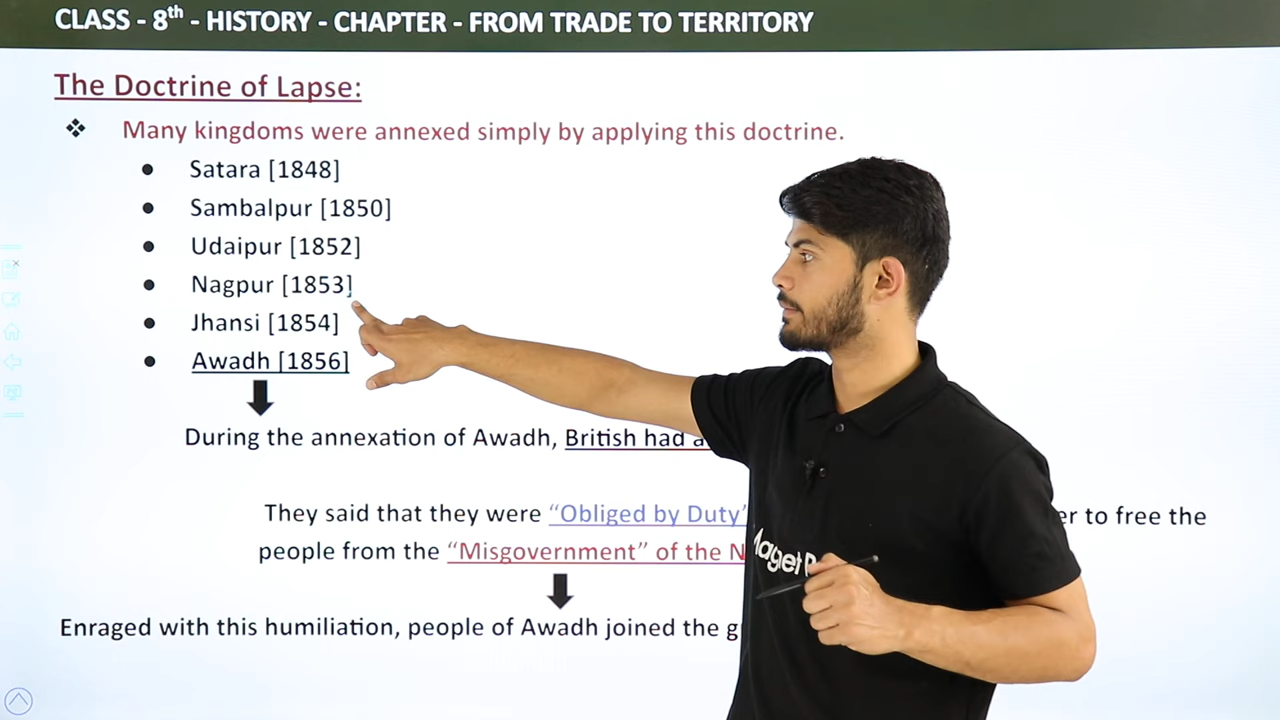 CLASS - 8th - HISTORY - CHAPTER - FROM TRADE TO TERRITORY
The Doctrine of Lapse:
❖ Many kingdoms were annexed simply by applying this doctrine.
• Satara [1848]
• Sambalpur [1850]
• Udaipur [1852]
• Nagpur [1853]
• Jhansi [1854]
• Awadh [1856]
During the annexation of Awadh, British had
They said that they were “Obliged by Duty” to free the
people from the “Misgovernment” of the
Enraged with this humiliation, people of Awadh joined the
Magnet